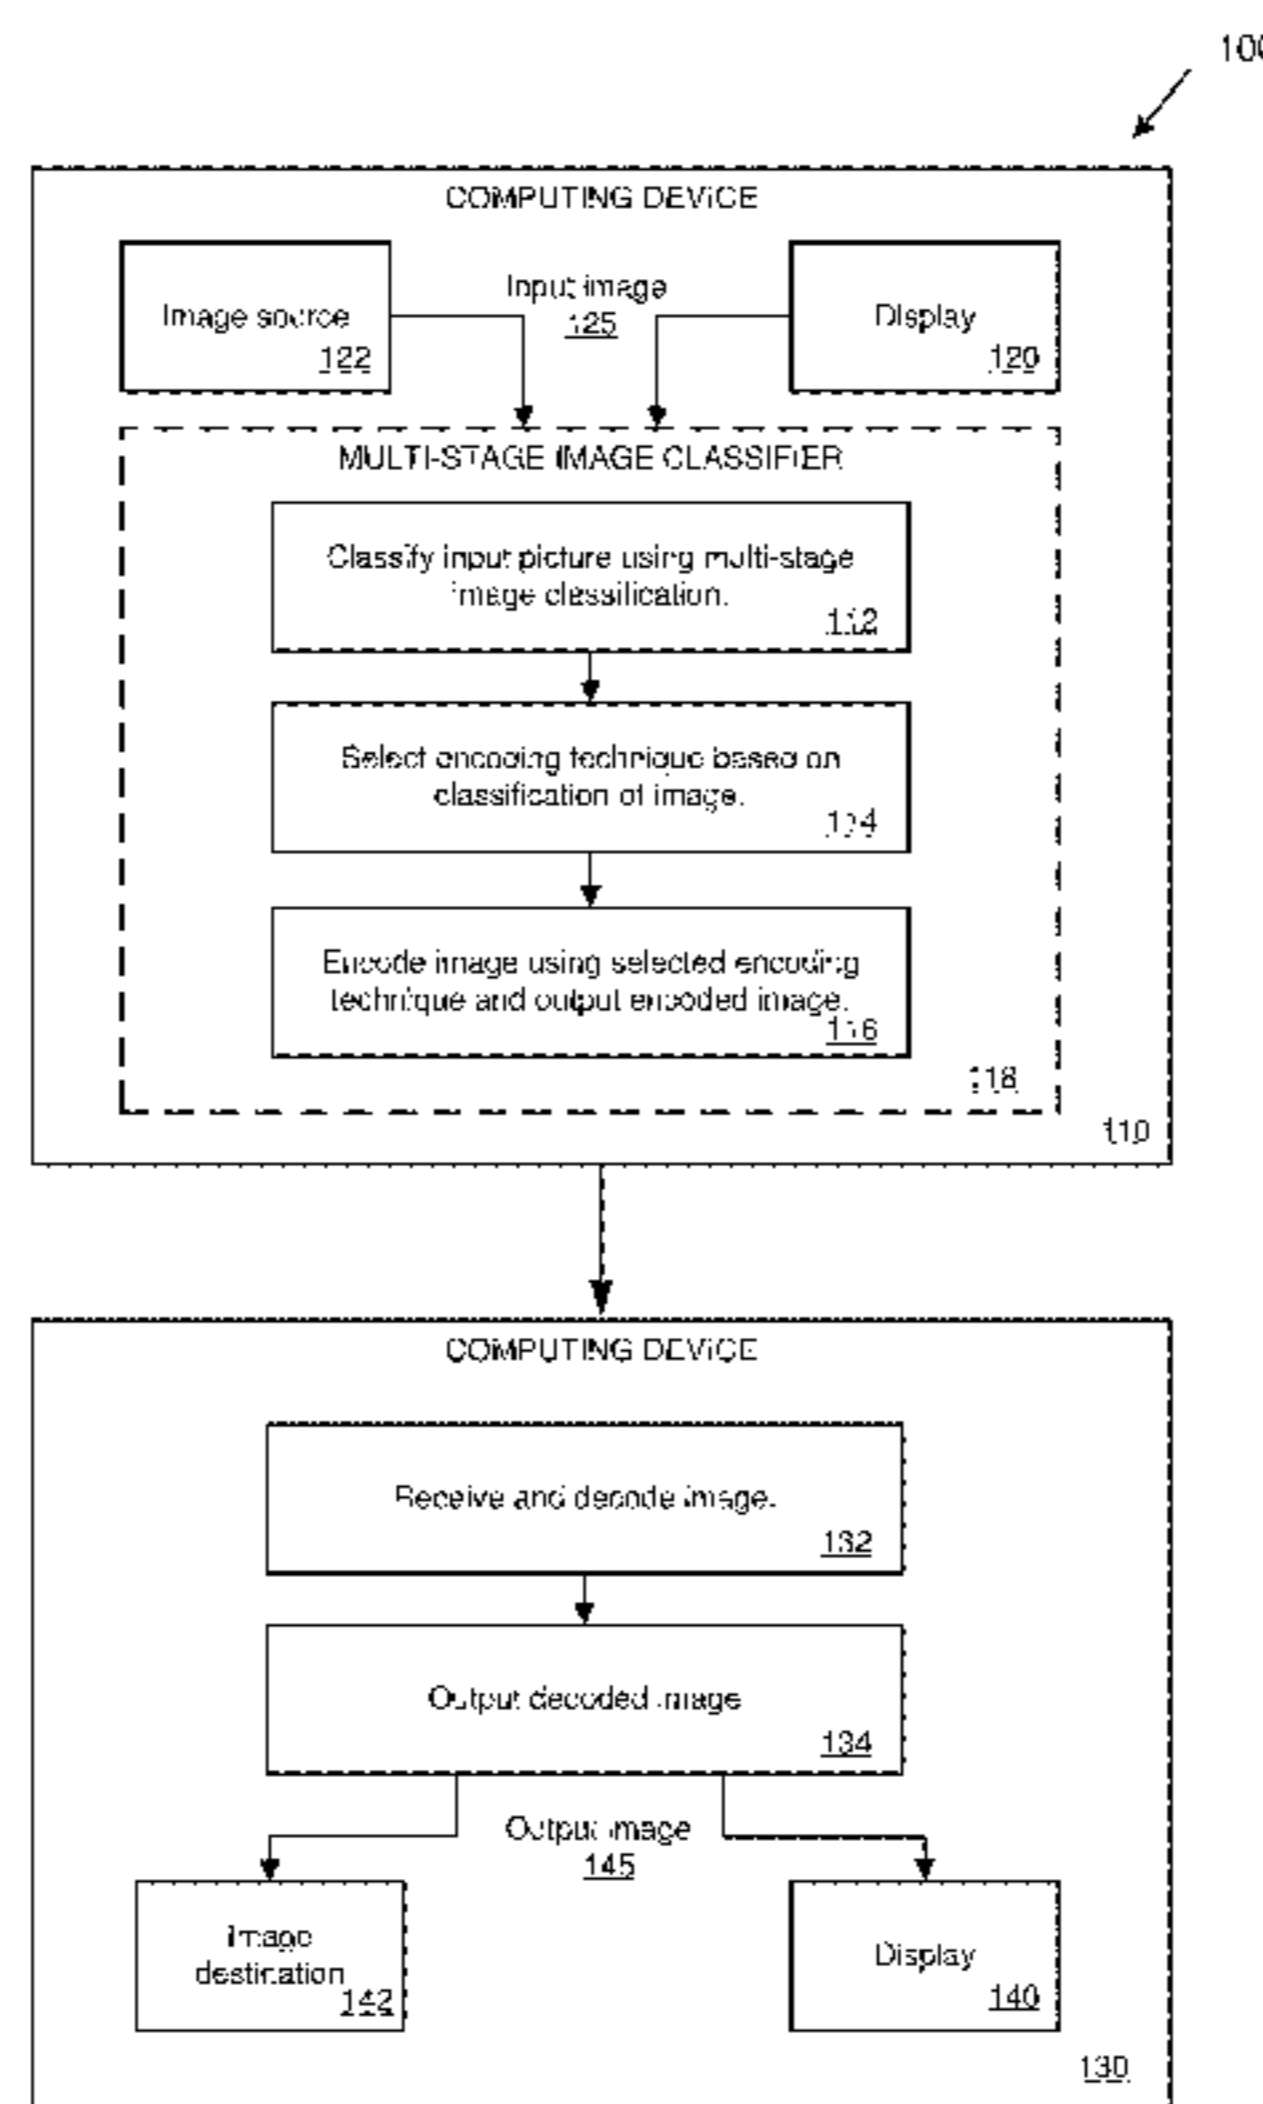 100
COMPUTING DEVICE
Image source
122
Input image
125
Display
120
MULTI-STAGE IMAGE CLASSIFIER
Classify input picture using multi-stage
image classification.
112
Select encoding technique based on
classification of image.
114
Encode image using selected encoding
technique and output encoded image.
116
118
110
COMPUTING DEVICE
Receive and decode image.
132
Output decoded image
134
Output image
145
Image
destination
142
Display
140
130